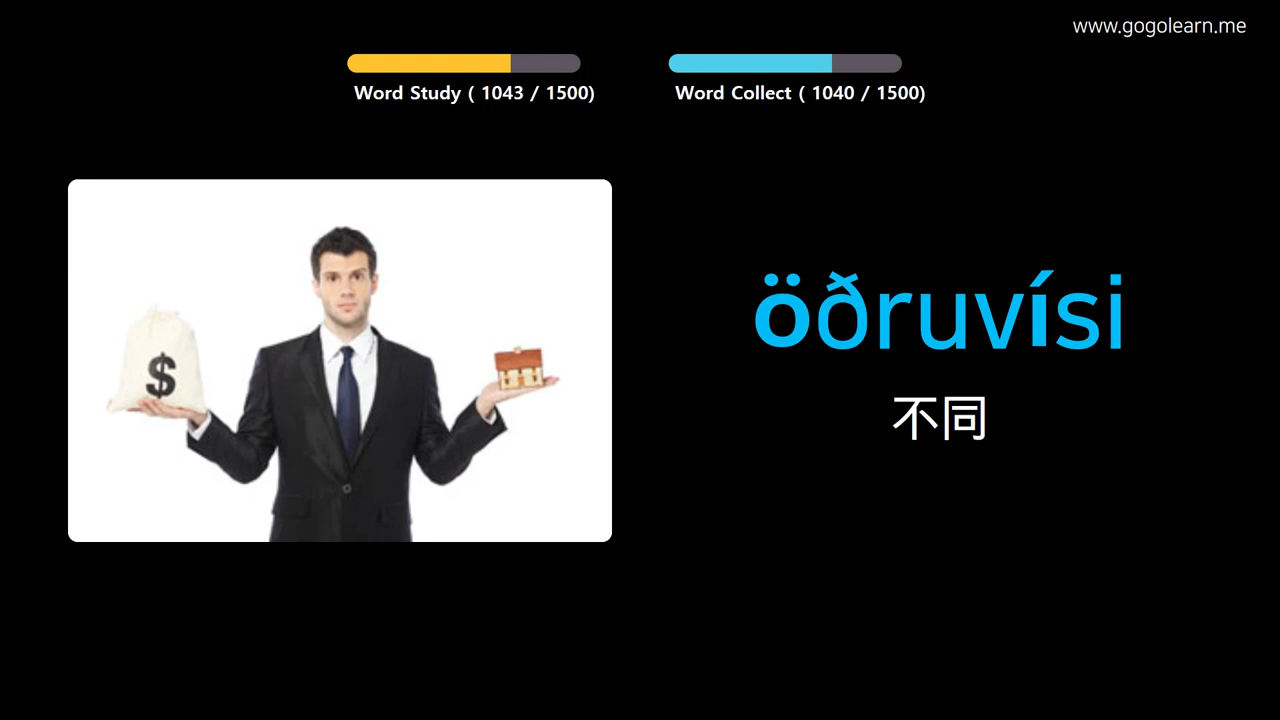 www.gogolearn.me
Word Study ( 1043 / 1500)
Word Collect ( 1040 / 1500)
$
öðruvísi
不同